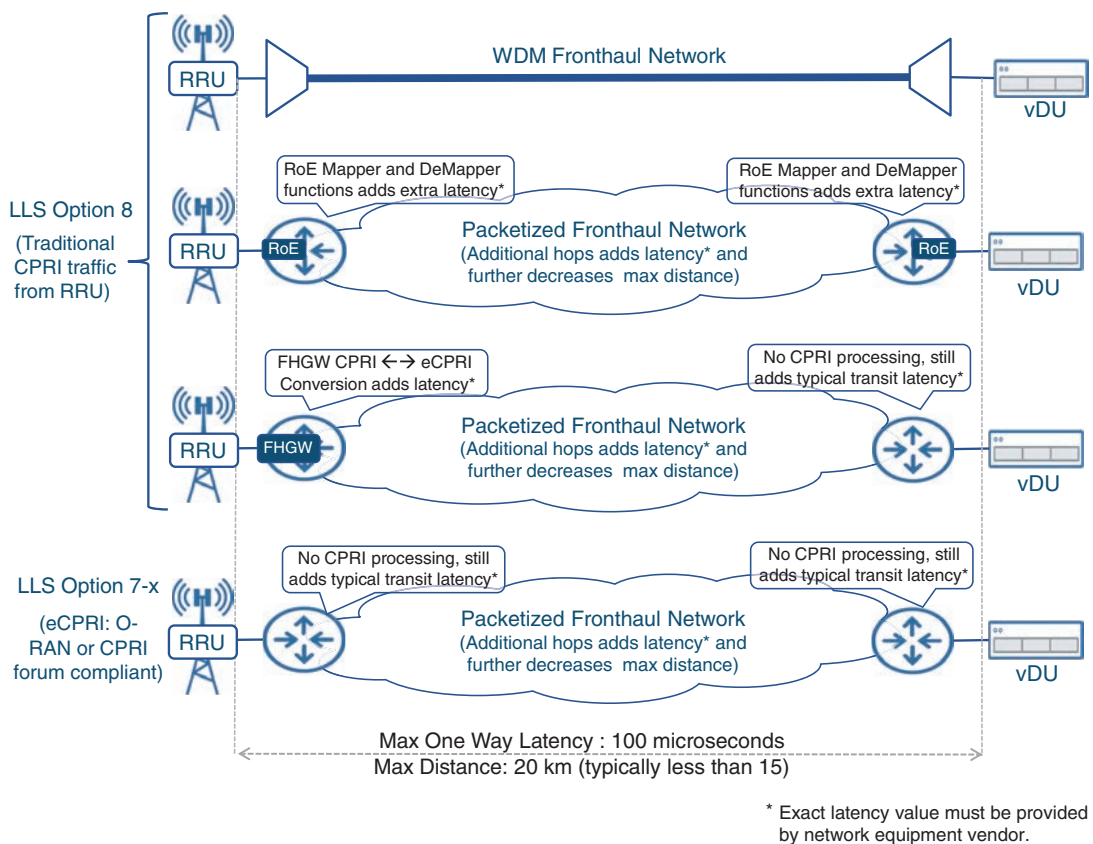 WDM Fronthaul Network
RRU
vDU
RoE Mapper and DeMapper
functions adds extra latency*
RoE Mapper and DeMapper
functions adds extra latency*
LLS Option 8
(Traditional
CPRI traffic
from RRU)
RRU
RoE
Packetized Fronthaul Network
(Additional hops adds latency* and
further decreases max distance)
RoE
vDU
FHGW CPRI ←→ eCPRI
Conversion adds latency*
No CPRI processing, still
adds typical transit latency*
RRU
FHGW
Packetized Fronthaul Network
(Additional hops adds latency* and
further decreases max distance)
vDU
No CPRI processing, still
adds typical transit latency*
No CPRI processing, still
adds typical transit latency*
LLS Option 7-x
(eCPRI: O-
RAN or CPRI
forum compliant)
RRU
Packetized Fronthaul Network
(Additional hops adds latency* and
further decreases max distance)
vDU
Max One Way Latency : 100 microseconds
Max Distance: 20 km (typically less than 15)
* Exact latency value must be provided
by network equipment vendor.